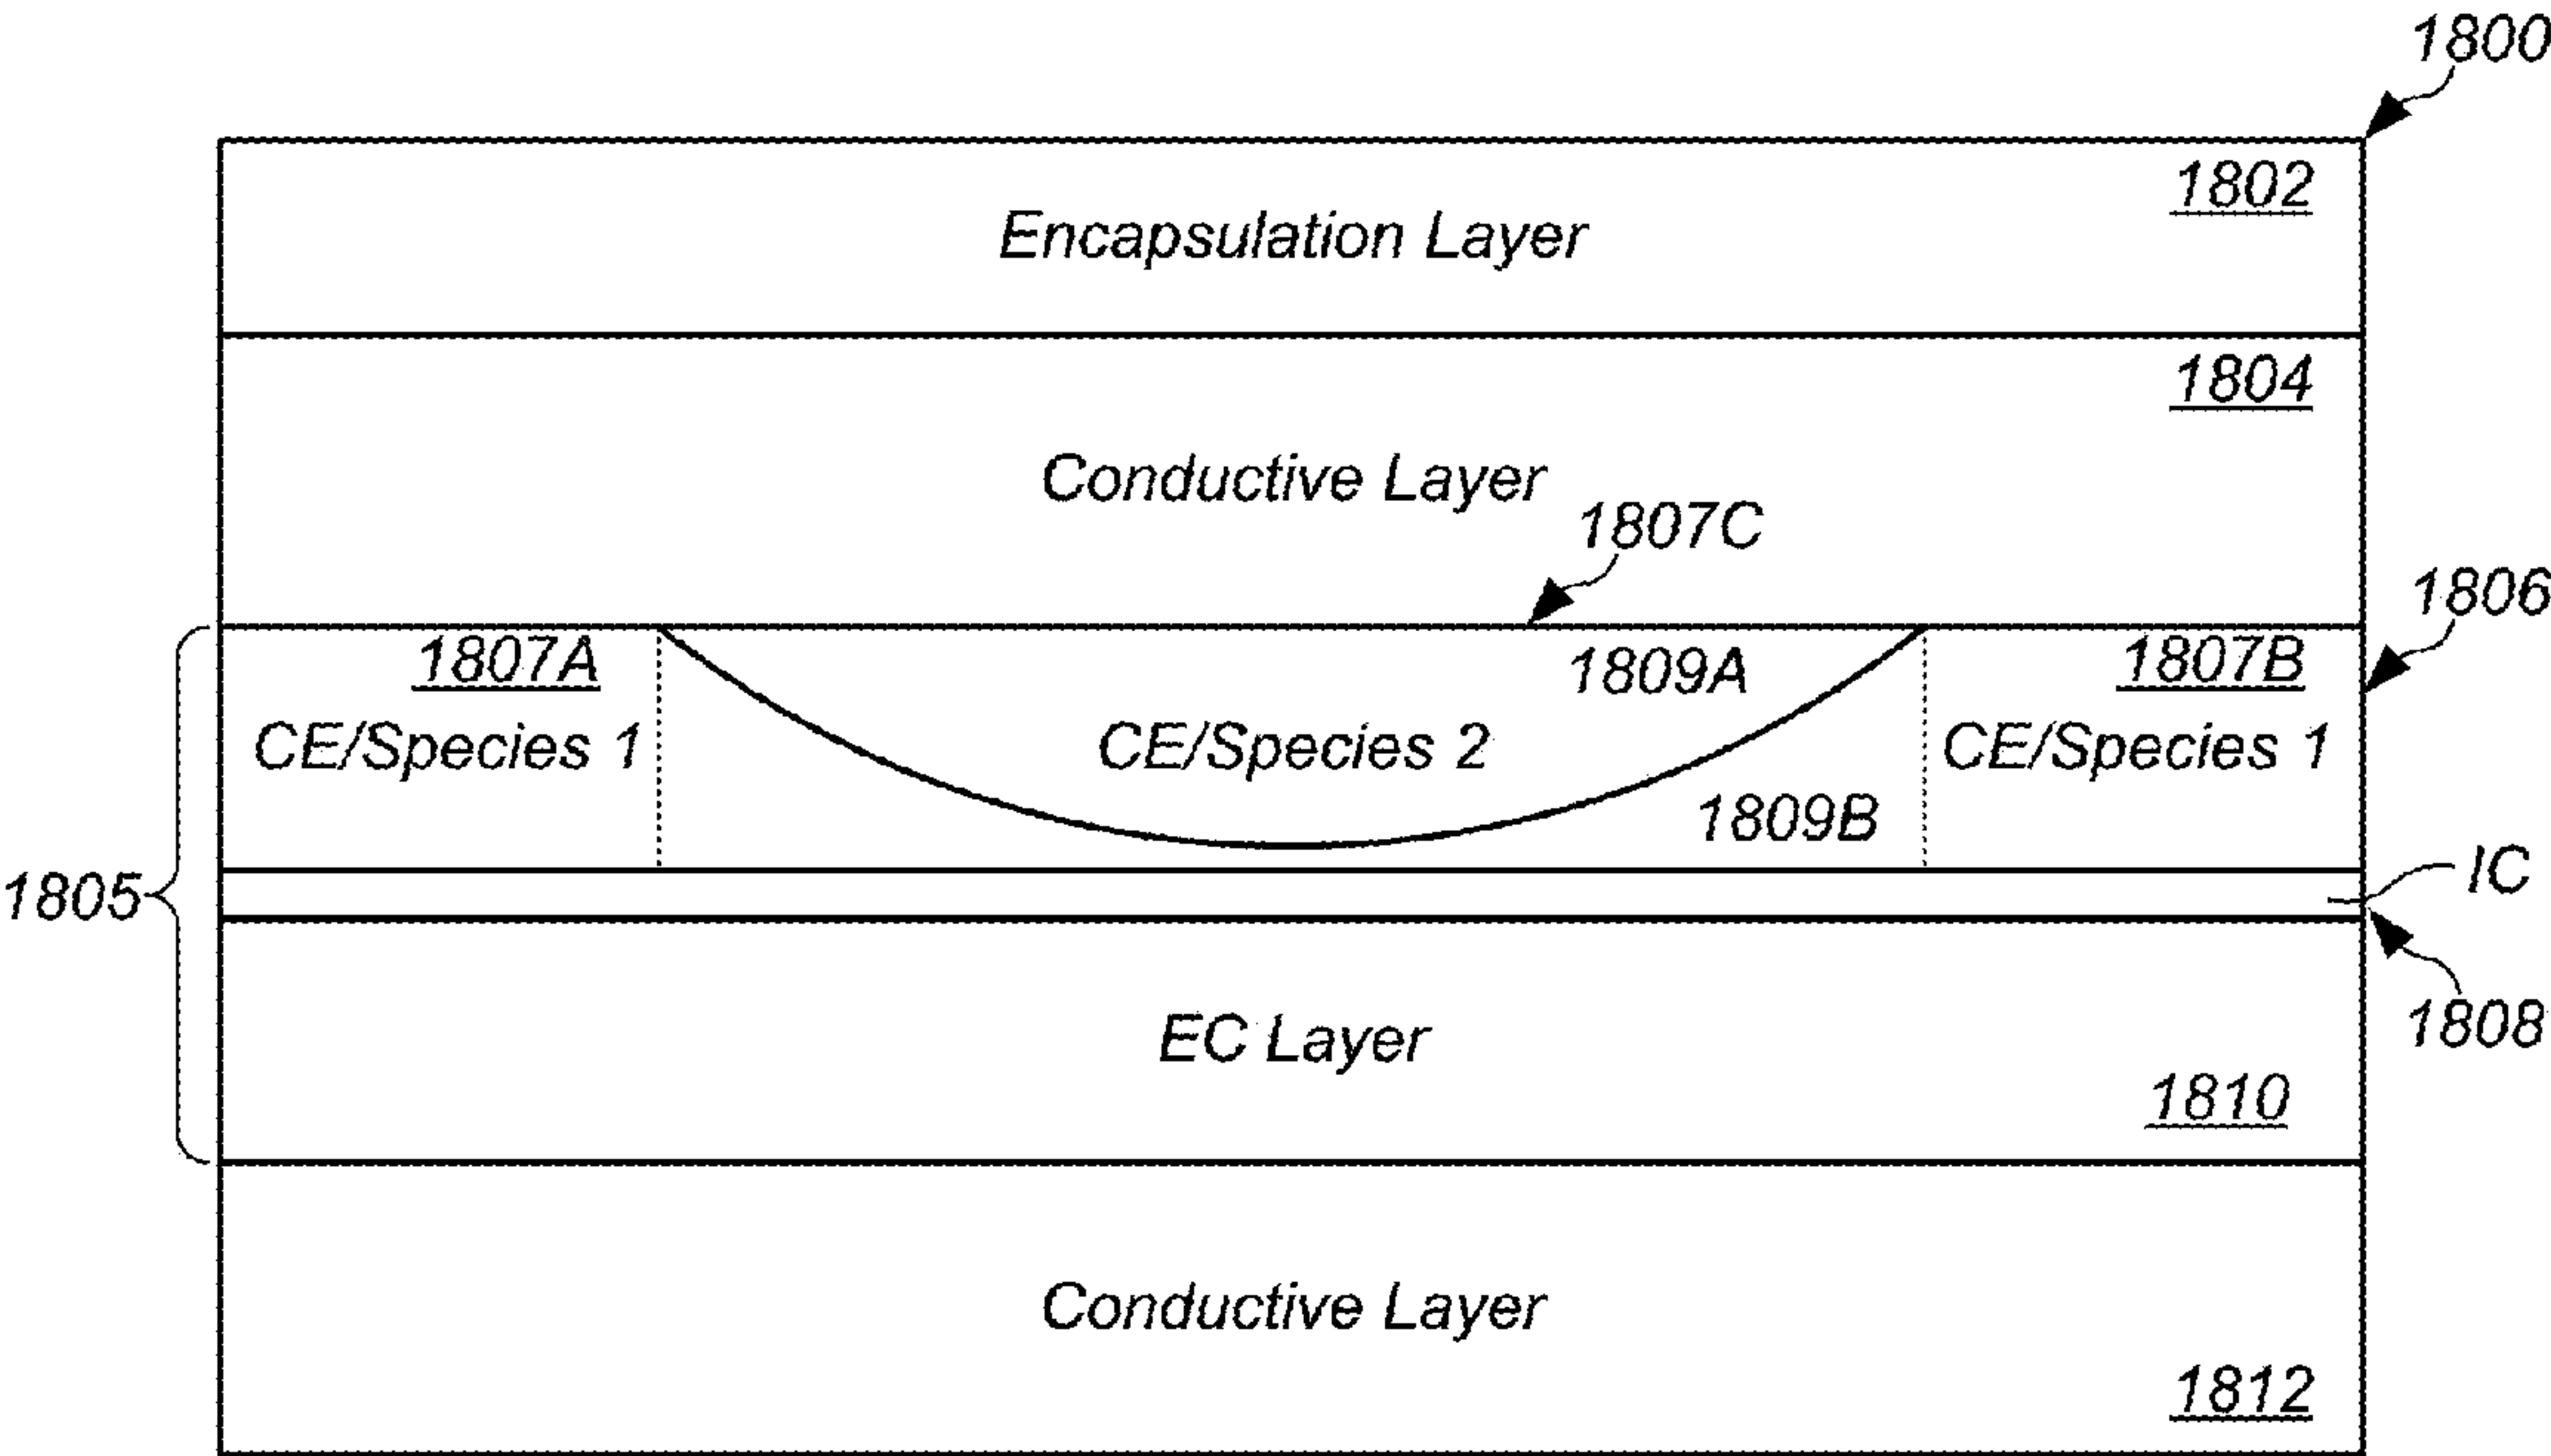 1800
1802
Encapsulation Layer
1804
Conductive Layer
1807C
1806
1807A
1809A
1807B
CE/Species 1
CE/Species 2
CE/Species 1
1809B
IC
1805
1808
EC Layer
1810
Conductive Layer
1812